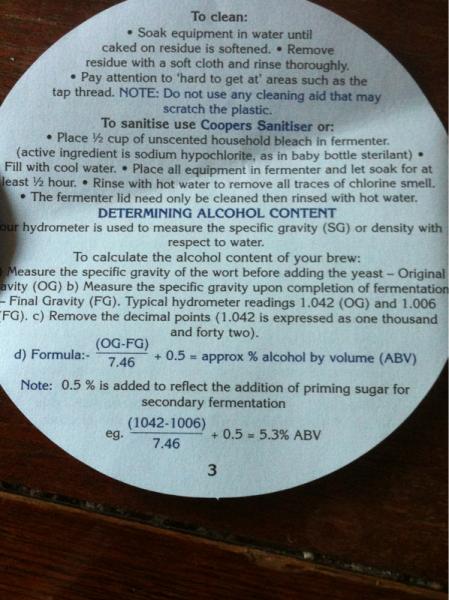 To clean:
• Soak equipment in water until
caked on residue is softened. • Remove
residue with a soft cloth and rinse thoroughly.
• Pay attention to 'hard to get at' areas such as the
tap thread. NOTE: Do not use any cleaning aid that may
scratch the plastic.
To sanitise use Coopers Sanitiser or:
• Place ½ cup of unscented household bleach in fermenter.
(active ingredient is sodium hypochlorite, as in baby bottle sterilant) •
Fill with cool water. • Place all equipment in fermenter and let soak for at
least ½ hour. • Rinse with hot water to remove all traces of chlorine smell.
• The fermenter lid need only be cleaned then rinsed with hot water.
DETERMINING ALCOHOL CONTENT
our hydrometer is used to measure the specific gravity (SG) or density with
respect to water.
To calculate the alcohol content of your brew:
) Measure the specific gravity of the wort before adding the yeast – Original
avity (OG) b) Measure the specific gravity upon completion of fermentation
– Final Gravity (FG). Typical hydrometer readings 1.042 (OG) and 1.006
FG). c) Remove the decimal points (1.042 is expressed as one thousand
and forty two).
d) Formula:- (OG-FG)/7.46 + 0.5 = approx % alcohol by volume (ABV)
Note: 0.5 % is added to reflect the addition of priming sugar for
secondary fermentation
eg. (1042-1006)/7.46 + 0.5 = 5.3% ABV
3